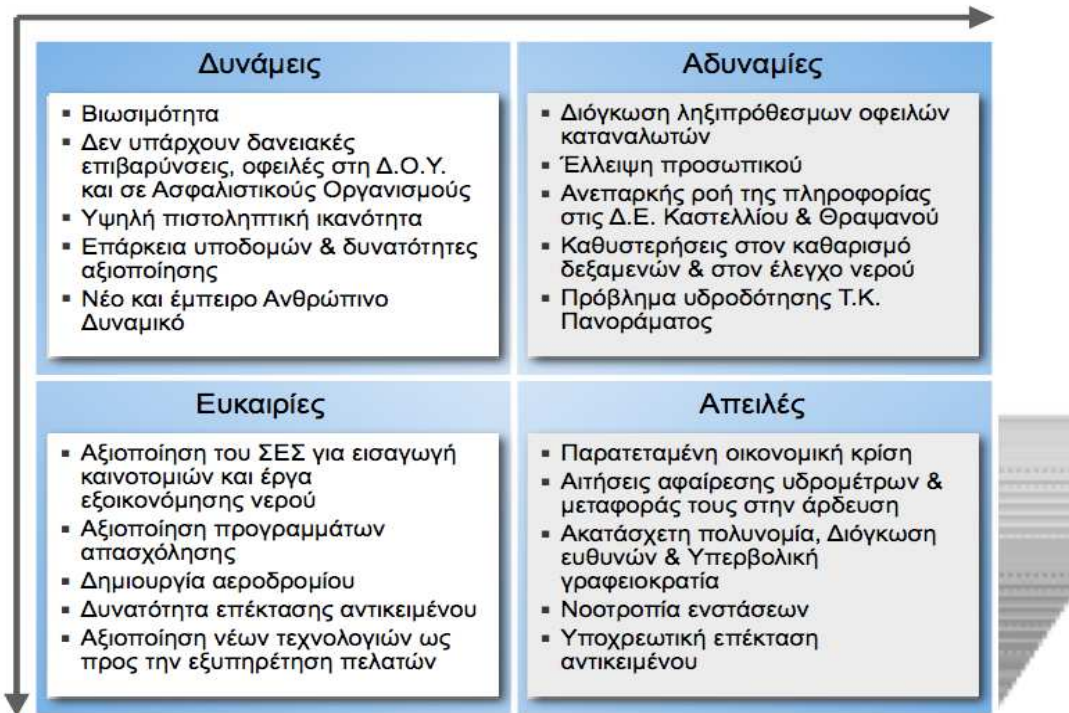 Δυνάμεις
▪ Βιωσιμότητα
▪ Δεν υπάρχουν δανειακές
επιβαρύνσεις, οφειλές στη Δ.Ο.Υ.
και σε Ασφαλιστικούς Οργανισμούς
▪ Υψηλή πιστοληπτική ικανότητα
▪ Επάρκεια υποδομών & δυνατότητες
αξιοποίησης
▪ Νέο και έμπειρο Ανθρώπινο
Δυναμικό
Αδυναμίες
▪ Διόγκωση ληξιπρόθεσμων οφειλών
καταναλωτών
▪ Έλλειψη προσωπικού
▪ Ανεπαρκής ροή της πληροφορίας
στις Δ.Ε. Καστελλίου & Θραψανού
▪ Καθυστερήσεις στον καθαρισμό
δεξαμενών & στον έλεγχο νερού
▪ Πρόβλημα υδροδότησης Τ.Κ.
Πανοράματος
Ευκαιρίες
▪ Αξιοποίηση του ΣΕΣ για εισαγωγή
καινοτομιών και έργα
εξοικονόμησης νερού
▪ Αξιοποίηση προγραμμάτων
απασχόλησης
▪ Δημιουργία αεροδρομίου
▪ Δυνατότητα επέκτασης αντικειμένου
▪ Αξιοποίηση νέων τεχνολογιών ως
προς την εξυπηρέτηση πελατών
Απειλές
▪ Παρατεταμένη οικονομική κρίση
▪ Αιτήσεις αφαίρεσης υδρομέτρων &
μεταφοράς τους στην άρδευση
▪ Ακατάσχετη πολυνομία, Διόγκωση
ευθυνών & Υπερβολική
γραφειοκρατία
▪ Νοοτροπία ενστάσεων
▪ Υποχρεωτική επέκταση
αντικειμένου